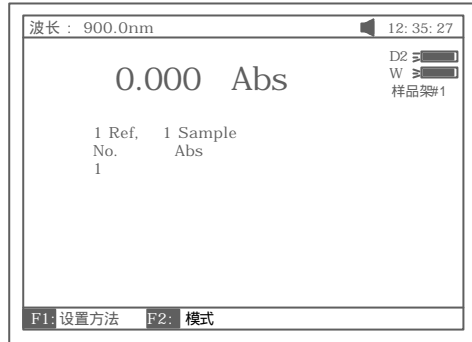 波长： 900.0nm 12: 35: 27
D2
W
样品架#1
0.000 Abs
1 Ref, 1 Sample
No. Abs
1
F1: 设置方法 F2: 模式